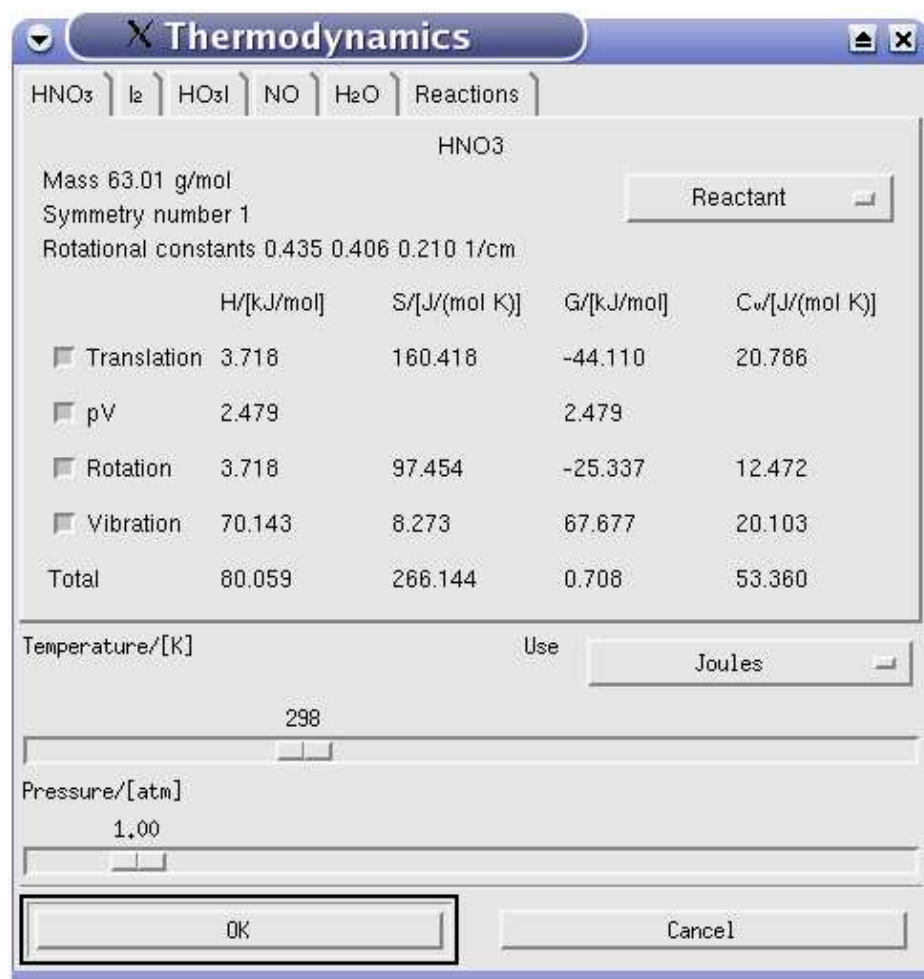 X Thermodynamics
HNO₃ I₂ HO₃I NO H₂O Reactions
HNO3
Mass 63.01 g/mol
Reactant
Symmetry number 1
Rotational constants 0.435 0.406 0.210 1/cm
H/[kJ/mol] S/[J/(mol K)] G/[kJ/mol] Cᵥ/[J/(mol K)]
Translation 3.718 160.418 -44.110 20.786
pV 2.479 2.479
Rotation 3.718 97.454 -25.337 12.472
Vibration 70.143 8.273 67.677 20.103
Total 80.059 266.144 0.708 53.360
Temperature/[K] Use Joules
298
Pressure/[atm]
1.00
OK Cancel